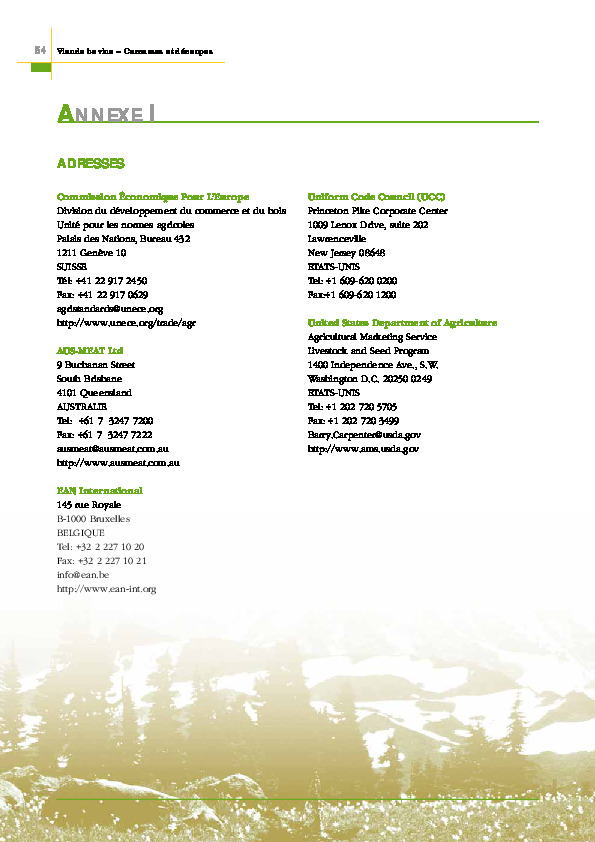 54 Viande bovine – Carcasses et découpes
ANNEXE I
ADRESSES
Commission Économique Pour L'Europe
Division du développement du commerce et du bois
Unité pour les normes agricoles
Palais des Nations, Bureau 432
1211 Genève 10
SUISSE
Tél: +41 22 917 2450
Fax: +41 22 917 0629
agristandards@unece.org
http://www.unece.org/trade/agr
AUS-MEAT Ltd
9 Buchanan Street
South Brisbane
4101 Queensland
AUSTRALIE
Tel: +61 7 3247 7200
Fax: +61 7 3247 7222
ausmeat@ausmeat.com.au
http://www.ausmeat.com.au
EAN International
145 rue Royale
B-1000 Bruxelles
BELGIQUE
Tel: +32 2 227 10 20
Fax: +32 2 227 10 21
info@ean.be
http://www.ean-int.org
Uniform Code Council (UCC)
Princeton Pike Corporate Center
1009 Lenox Drive, suite 202
Lawrenceville
New Jersey 08648
ETATS-UNIS
Tel: +1 609-620 0200
Fax:+1 609-620 1200
United States Department of Agriculture
Agricultural Marketing Service
Livestock and Seed Program
1400 Independence Ave., S.W.
Washington D.C. 20250 0249
ETATS-UNIS
Tel: +1 202 720 5705
Fax: +1 202 720 3499
Barry.Carpenter@usda.gov
http://www.ams.usda.gov